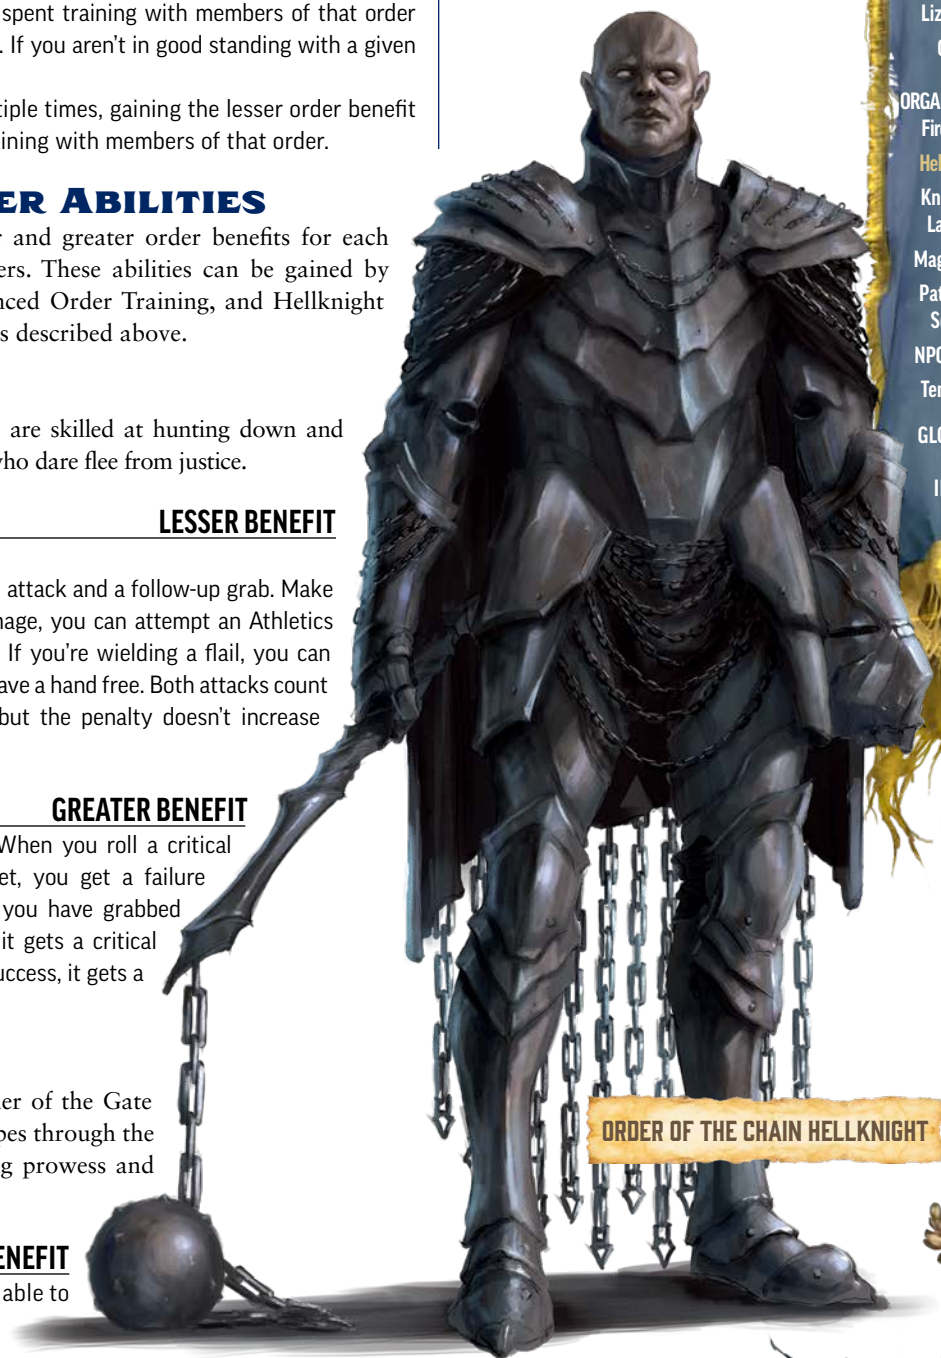 spent training with members of that order
. If you aren't in good standing with a given
tiple times, gaining the lesser order benefit
ining with members of that order.
ER ABILITIES
and greater order benefits for each
ers. These abilities can be gained by
nced Order Training, and Hellknight
s described above.
are skilled at hunting down and
who dare flee from justice.
LESSER BENEFIT
attack and a follow-up grab. Make
mage, you can attempt an Athletics
If you're wielding a flail, you can
ave a hand free. Both attacks count
but the penalty doesn't increase
GREATER BENEFIT
When you roll a critical
et, you get a failure
you have grabbed
it gets a critical
uccess, it gets a
er of the Gate
pes through the
g prowess and
ENEFIT
able to
ORDER OF THE CHAIN HELLKNIGHT
Liz
ORGA
Fire
Hel
Kn
La
Mag
Pat
S
NPC
Ter
GLO
I